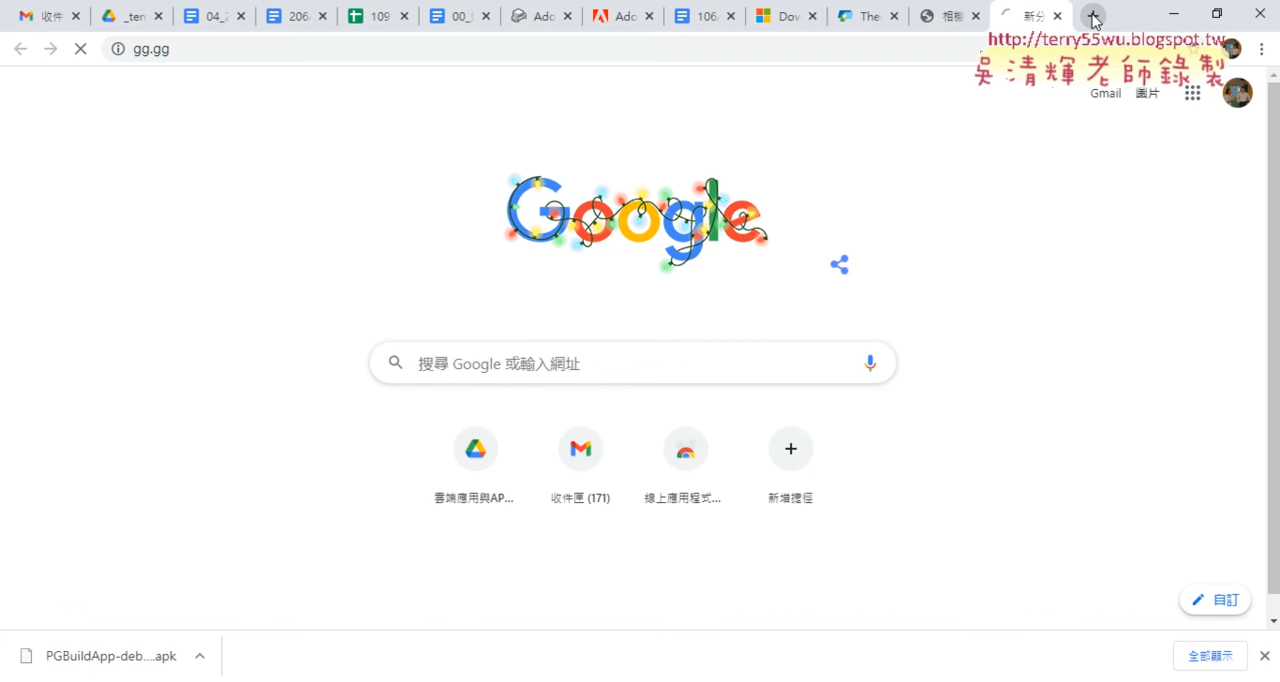 收件
_ten
04_2
206
109
00_
Ado
Ado
106/
Dow
The
相機
新分
gg.gg
http://terry55wu.blogspot.tw
吳清輝老師錄製
Gmail 圖片
Google
搜尋 Google 或輸入網址
雲端應用與AP... 收件匣 (171) 線上應用程式... 新增捷徑
自訂
PGBuildApp-deb....apk
全部顯示